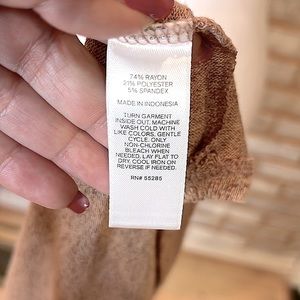 74% RAYON
21% POLYESTER
5% SPANDEX
MADE IN INDONESIA
TURN GARMENT
INSIDE OUT. MACHINE
WASH COLD WITH
LIKE COLORS, GENTLE
CYCLE. ONLY
NON-CHLORINE
BLEACH WHEN
NEEDED. LAY FLAT TO
DRY. COOL IRON ON
REVERSE IF NEEDED.
RN# 55285